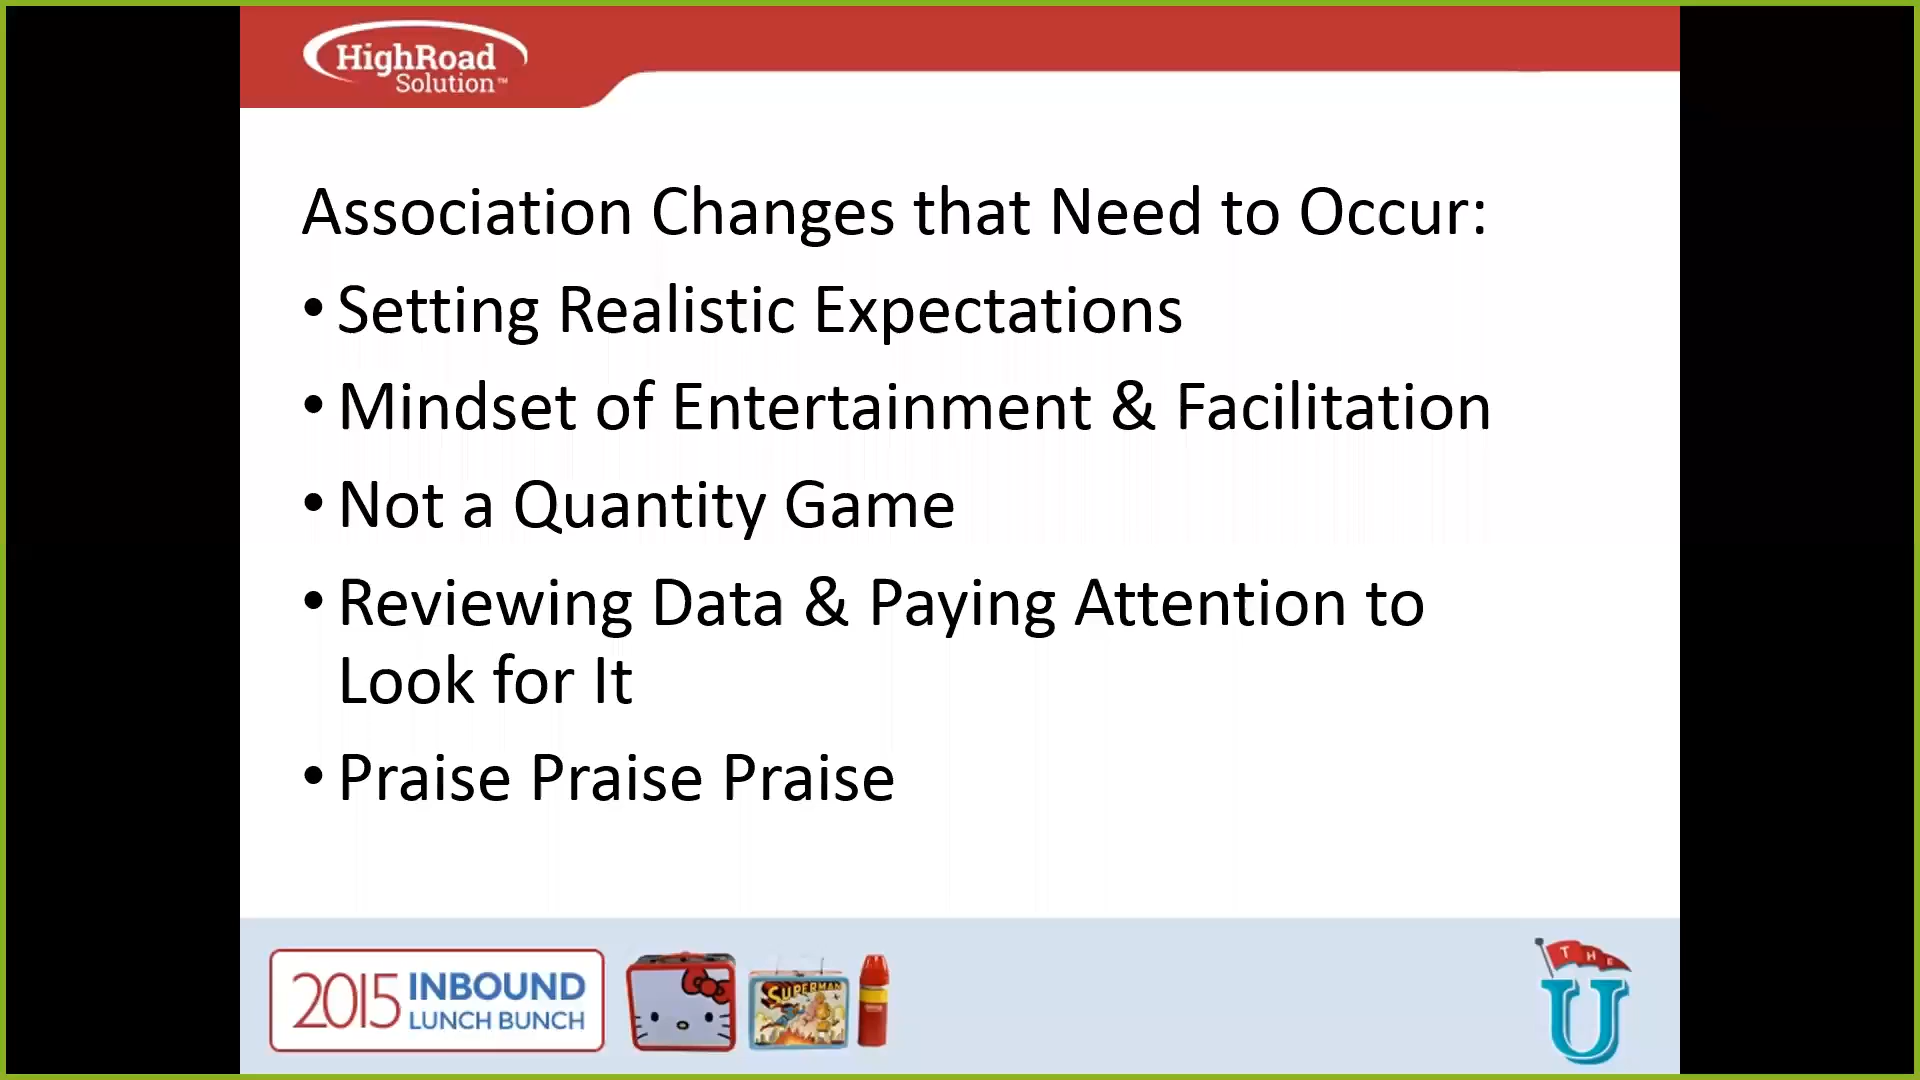 HighRoad
Solution™
Association Changes that Need to Occur:
• Setting Realistic Expectations
• Mindset of Entertainment & Facilitation
• Not a Quantity Game
• Reviewing Data & Paying Attention to
Look for It
• Praise Praise Praise
2015 INBOUND
LUNCH BUNCH
SUPERMAN
THE
U